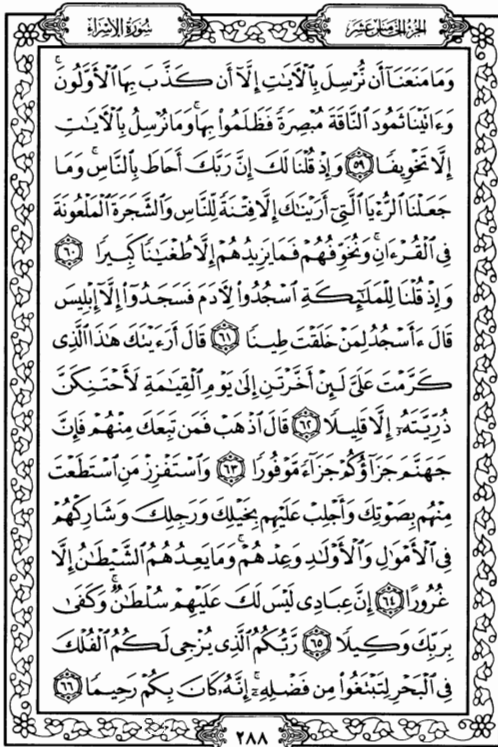 الجزء الخامس عشر
سورة الإسراء
وَمَا مَنَعَنَآ أَن نُّرْسِلَ بِٱلْـَٔايَـٰتِ إِلَّآ أَن كَذَّبَ بِهَا ٱلْأَوَّلُونَ ۚ
وَءَاتَيْنَا ثَمُودَ ٱلنَّاقَةَ مُبْصِرَةً فَظَلَمُوا۟ بِهَا ۚ وَمَا نُرْسِلُ بِٱلْـَٔايَـٰتِ
إِلَّا تَخْوِيفًا ٥٩ وَإِذْ قُلْنَا لَكَ إِنَّ رَبَّكَ أَحَاطَ بِٱلنَّاسِ ۚ وَمَا
جَعَلْنَا ٱلرُّءْيَا ٱلَّتِىٓ أَرَيْنَـٰكَ إِلَّا فِتْنَةً لِّلنَّاسِ وَٱلشَّجَرَةَ ٱلْمَلْعُونَةَ
فِى ٱلْقُرْءَانِ ۚ وَنُخَوِّفُهُمْ فَمَا يَزِيدُهُمْ إِلَّا طُغْيَـٰنًا كَبِيرًا ٦٠
وَإِذْ قُلْنَا لِلْمَلَـٰٓئِكَةِ ٱسْجُدُوا۟ لِـَٔادَمَ فَسَجَدُوٓا۟ إِلَّآ إِبْلِيسَ
قَالَ ءَأَسْجُدُ لِمَنْ خَلَقْتَ طِينًا ٦١ قَالَ أَرَءَيْتَكَ هَـٰذَا ٱلَّذِى
كَرَّمْتَ عَلَىَّ لَئِنْ أَخَّرْتَنِ إِلَىٰ يَوْمِ ٱلْقِيَـٰمَةِ لَأَحْتَنِكَنَّ
ذُرِّيَّتَهُۥٓ إِلَّا قَلِيلًا ٦٢ قَالَ ٱذْهَبْ فَمَن تَبِعَكَ مِنْهُمْ فَإِنَّ
جَهَنَّمَ جَزَآؤُكُمْ جَزَآءً مَّوْفُورًا ٦٣ وَٱسْتَفْزِزْ مَنِ ٱسْتَطَعْتَ
مِنْهُم بِصَوْتِكَ وَأَجْلِبْ عَلَيْهِم بِخَيْلِكَ وَرَجِلِكَ وَشَارِكْهُمْ
فِى ٱلْأَمْوَٰلِ وَٱلْأَوْلَـٰدِ وَعِدْهُمْ ۚ وَمَا يَعِدُهُمُ ٱلشَّيْطَـٰنُ إِلَّا
غُرُورًا ٦٤ إِنَّ عِبَادِى لَيْسَ لَكَ عَلَيْهِمْ سُلْطَـٰنٌ ۚ وَكَفَىٰ
بِرَبِّكَ وَكِيلًا ٦٥ رَّبُّكُمُ ٱلَّذِى يُزْجِى لَكُمُ ٱلْفُلْكَ
فِى ٱلْبَحْرِ لِتَبْتَغُوا۟ مِن فَضْلِهِۦٓ ۚ إِنَّهُۥ كَانَ بِكُمْ رَحِيمًا ٦٦
٢٨٨